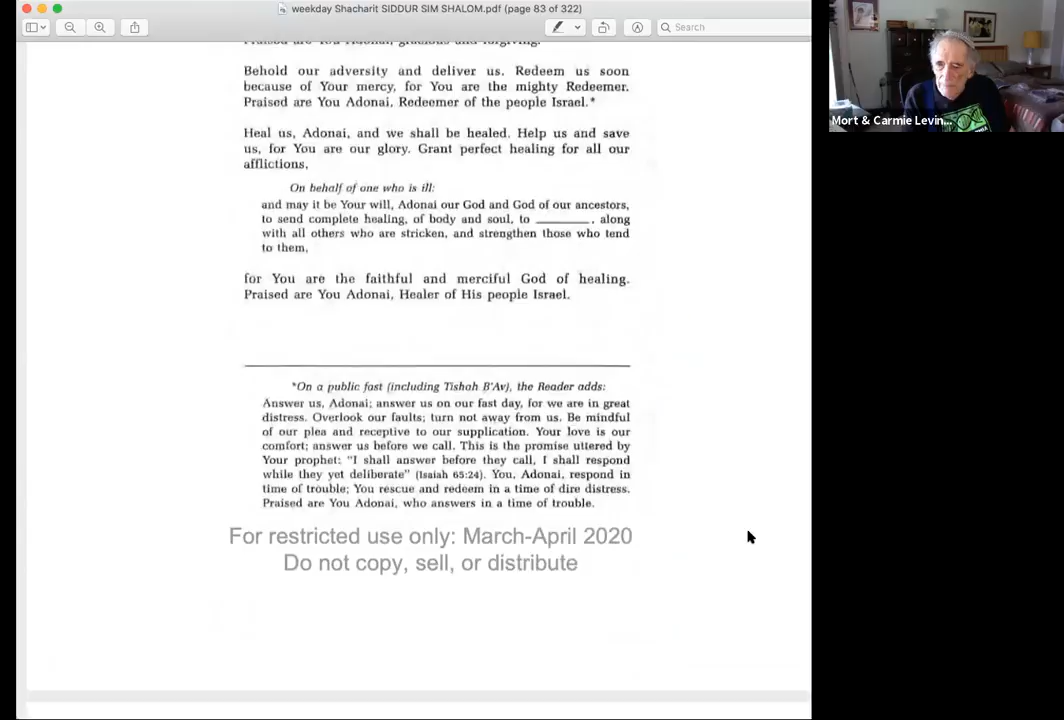 weekday Shacharit SIDDUR SIM SHALOM.pdf (page 83 of 322)
Search
Praised are You Adonai, gracious and forgiving.
Behold our adversity and deliver us. Redeem us soon
because of Your mercy, for You are the mighty Redeemer.
Praised are You Adonai, Redeemer of the people Israel.*
Heal us, Adonai, and we shall be healed. Help us and save
us, for You are our glory. Grant perfect healing for all our
afflictions,
On behalf of one who is ill:
and may it be Your will, Adonai our God and God of our ancestors,
to send complete healing, of body and soul, to ________, along
with all others who are stricken, and strengthen those who tend
to them,
for You are the faithful and merciful God of healing.
Praised are You Adonai, Healer of His people Israel.
*On a public fast (including Tishah B'Av), the Reader adds:
Answer us, Adonai; answer us on our fast day, for we are in great
distress. Overlook our faults; turn not away from us. Be mindful
of our plea and receptive to our supplication. Your love is our
comfort; answer us before we call. This is the promise uttered by
Your prophet: "I shall answer before they call, I shall respond
while they yet deliberate" (Isaiah 65:24). You, Adonai, respond in
time of trouble; You rescue and redeem in a time of dire distress.
Praised are You Adonai, who answers in a time of trouble.
For restricted use only: March-April 2020
Do not copy, sell, or distribute
Mort & Carmie Levin...